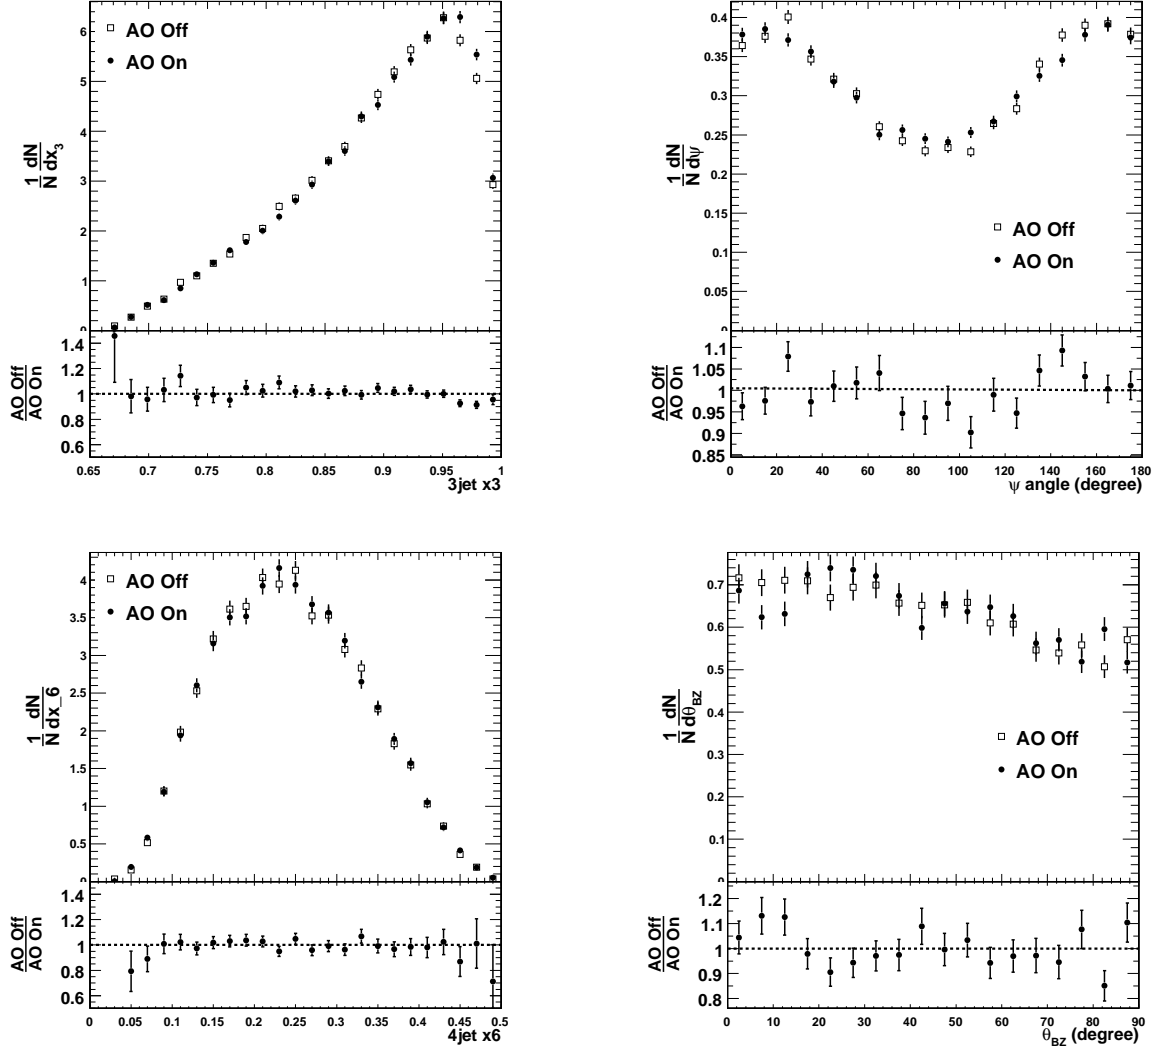 6
5
4
3
2
1
0
1/N dN/dx3
AO Off
AO On
1.4
1.2
1
0.8
0.6
AO Off
AO On
0.65 0.7 0.75 0.8 0.85 0.9 0.95 1
3jet x3
0.4
0.35
0.3
0.25
0.2
0.15
0.1
0.05
0
1/N dN/dψ
AO Off
AO On
1.1
1.05
1
0.95
0.9
0.85
AO Off
AO On
0 20 40 60 80 100 120 140 160 180
ψ angle (degree)
4
3.5
3
2.5
2
1.5
1
0.5
0
1/N dN/dx_6
AO Off
AO On
1.4
1.2
1
0.8
0.6
AO Off
AO On
0 0.05 0.1 0.15 0.2 0.25 0.3 0.35 0.4 0.45 0.5
4jet x6
0.7
0.6
0.5
0.4
0.3
0.2
0.1
0
1/N dN/dθBZ
AO Off
AO On
1.2
1.1
1
0.9
0.8
AO Off
AO On
0 10 20 30 40 50 60 70 80 90
θBZ (degree)